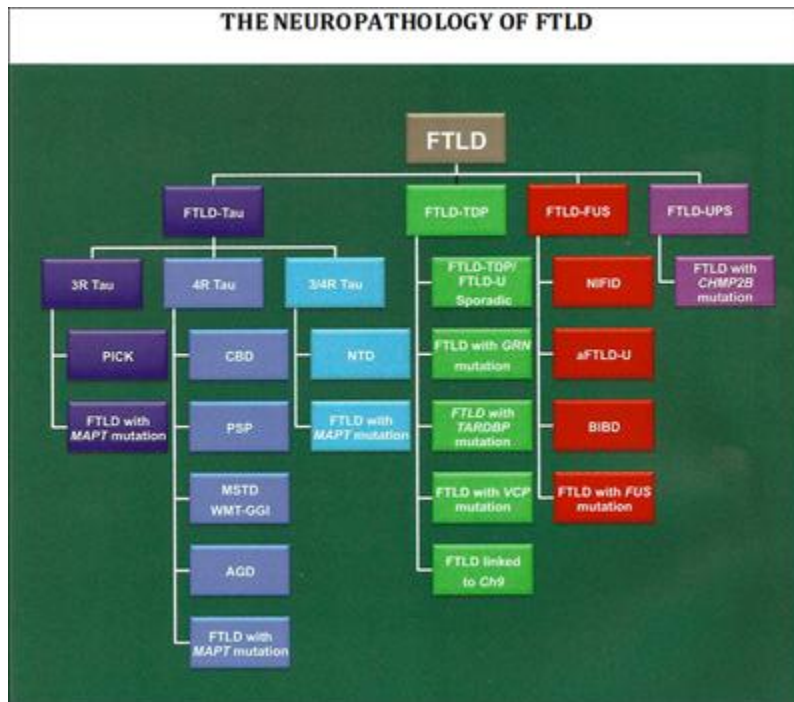 THE NEUROPATHOLOGY OF FTLD
FTLD
FTLD-Tau
FTLD-TDP
FTLD-FUS
FTLD-UPS
3R Tau
4R Tau
3/4R Tau
PICK
FTLD with
MAPT mutation
CBD
PSP
MSTD
WMT-GGI
AGD
FTLD with
MAPT mutation
NTD
FTLD with
MAPT mutation
FTLD-TDP/
FTLD-U
Sporadic
FTLD with GRN
mutation
FTLD with
TARDBP
mutation
FTLD with VCP
mutation
FTLD linked
to Ch9
NIFID
aFTLD-U
BIBD
FTLD with FUS
mutation
FTLD with
CHMP2B
mutation